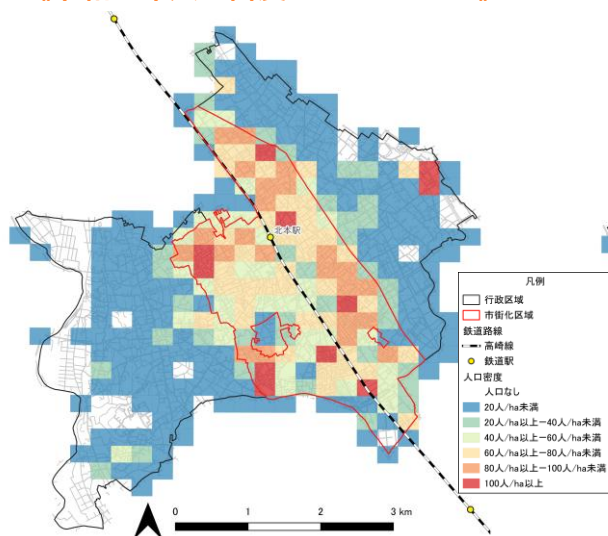 北本駅
凡例
行政区域
市街化区域
鉄道路線
高崎線
鉄道駅
人口密度
人口なし
20人/ha未満
20人/ha以上－40人/ha未満
40人/ha以上－60人/ha未満
60人/ha以上－80人/ha未満
80人/ha以上－100人/ha未満
100人/ha以上
0 1 2 3 km